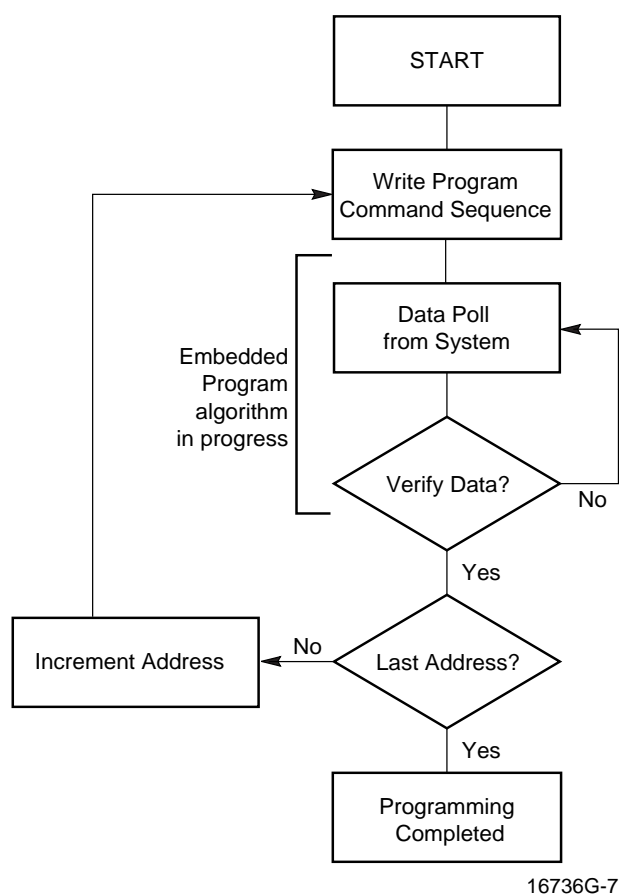 START
Write Program
Command Sequence
Data Poll
from System
Embedded
Program
algorithm
in progress
Verify Data?
No
Yes
Increment Address
No
Last Address?
Yes
Programming
Completed
16736G-7